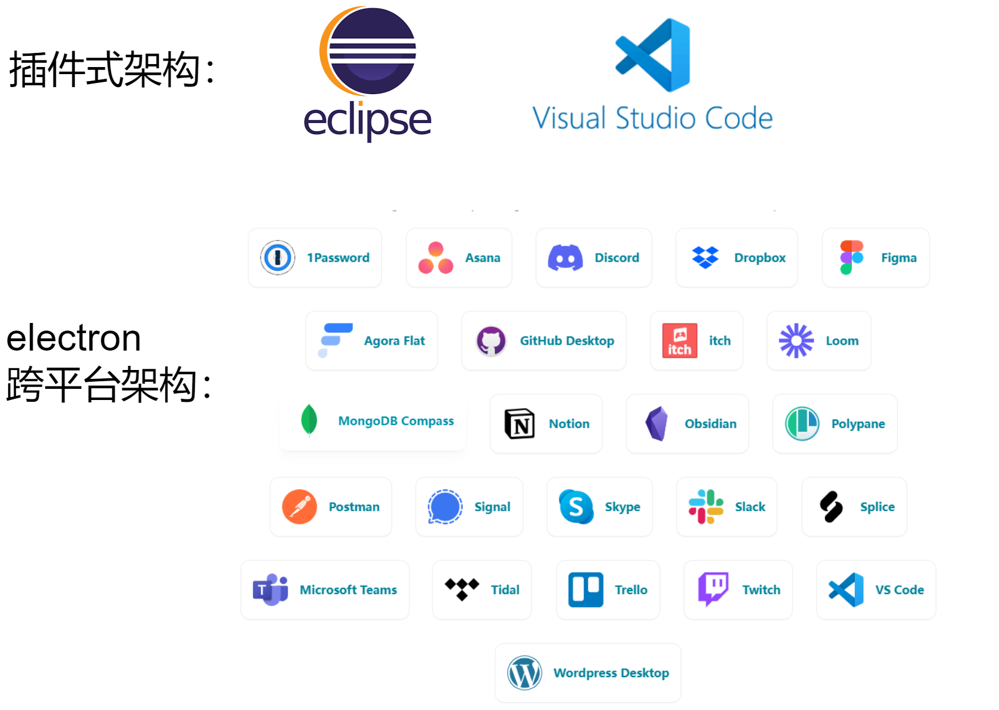 插件式架构：
eclipse
Visual Studio Code
1Password Asana Discord Dropbox Figma
Agora Flat GitHub Desktop itch itch Loom
electron
跨平台架构：
MongoDB Compass Notion Obsidian Polypane
Postman Signal Skype Slack Splice
Microsoft Teams Tidal Trello Twitch VS Code
Wordpress Desktop